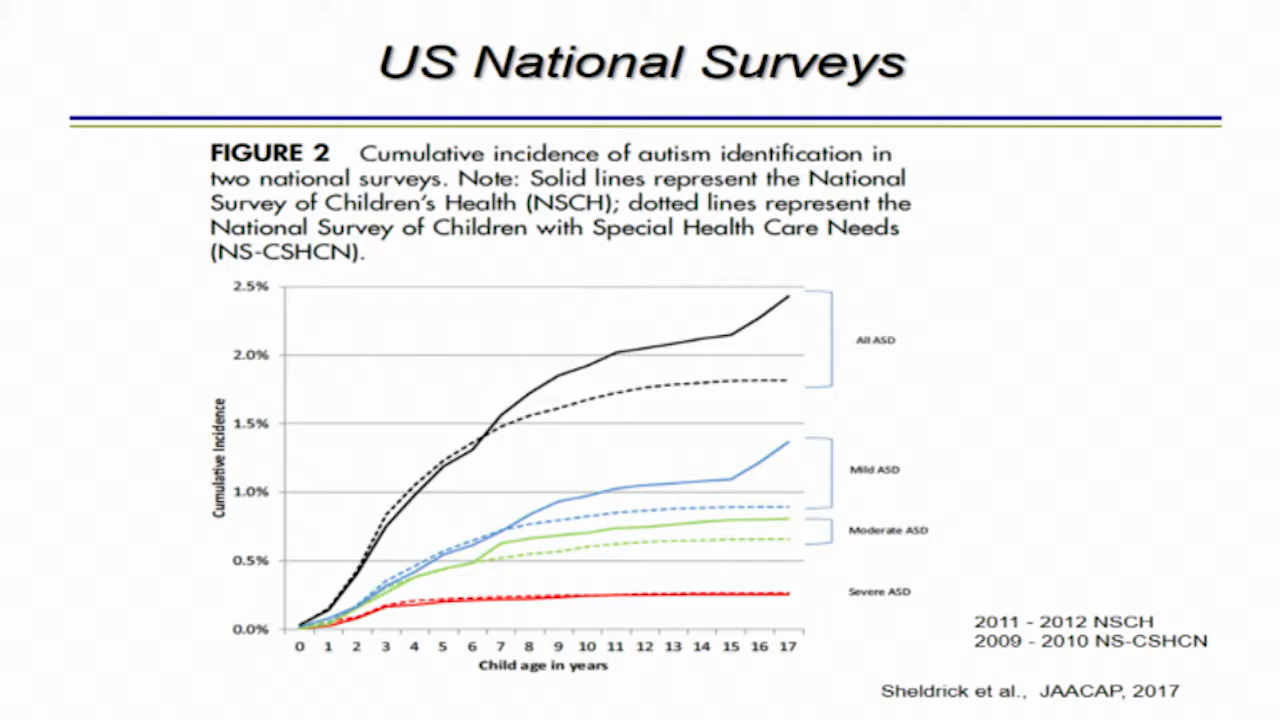 US National Surveys
FIGURE 2 Cumulative incidence of autism identification in
two national surveys. Note: Solid lines represent the National
Survey of Children's Health (NSCH); dotted lines represent the
National Survey of Children with Special Health Care Needs
(NS-CSHCN).
2.5%
2.0%
1.5%
1.0%
0.5%
0.0%
Cumulative Incidence
0 1 2 3 4 5 6 7 8 9 10 11 12 13 14 15 16 17
Child age in years
All ASD
Mild ASD
Moderate ASD
Severe ASD
2011 - 2012 NSCH
2009 - 2010 NS-CSHCN
Sheldrick et al., JAACAP, 2017